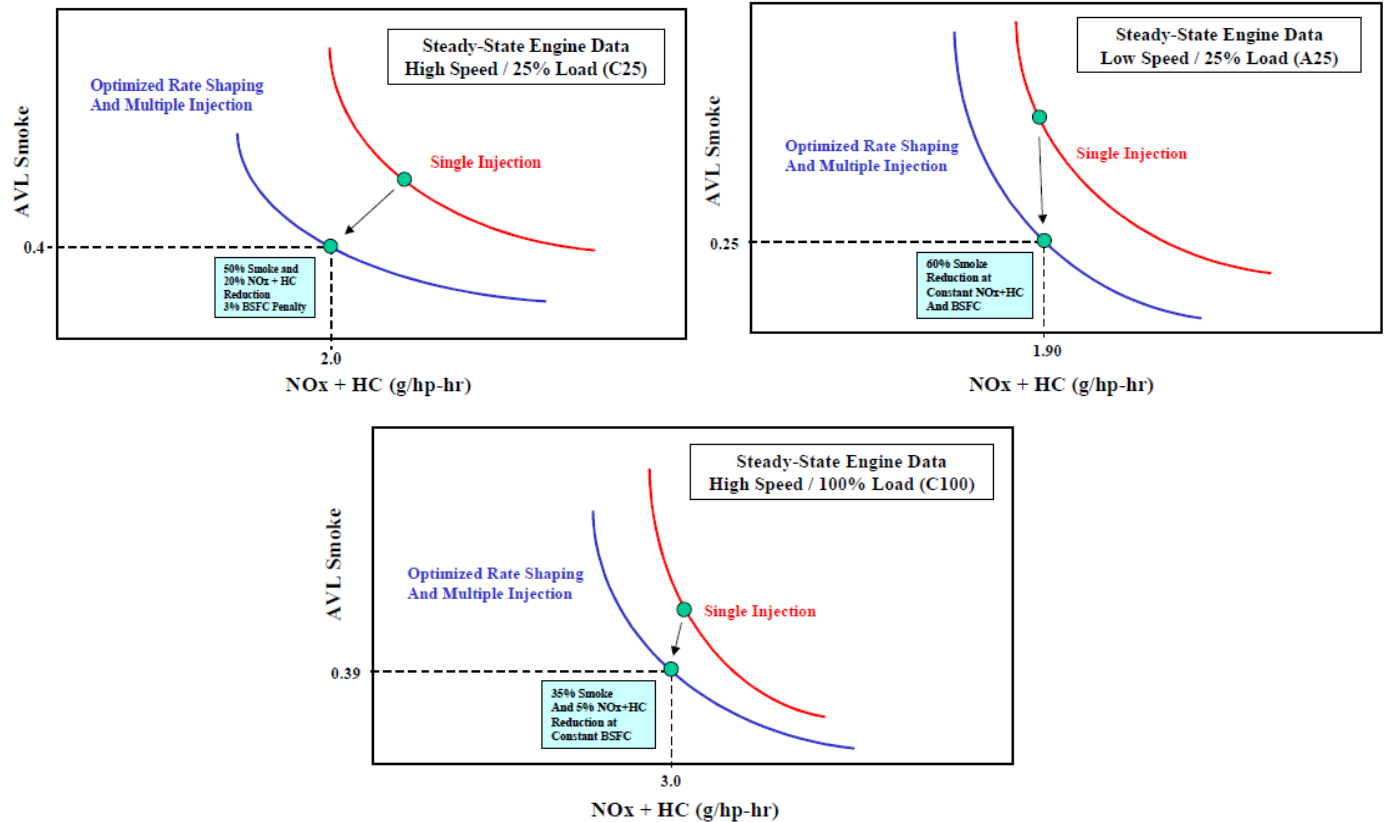 Steady-State Engine Data
High Speed / 25% Load (C25)
Optimized Rate Shaping
And Multiple Injection
Single Injection
AVL Smoke
0.4
50% Smoke and
20% NOx + HC
Reduction
3% BSFC Penalty
2.0
NOx + HC (g/hp-hr)
Steady-State Engine Data
Low Speed / 25% Load (A25)
Optimized Rate Shaping
And Multiple Injection
Single Injection
AVL Smoke
0.25
60% Smoke
Reduction at
Constant NOx+HC
And BSFC
1.90
NOx + HC (g/hp-hr)
Steady-State Engine Data
High Speed / 100% Load (C100)
Optimized Rate Shaping
And Multiple Injection
Single Injection
AVL Smoke
0.39
35% Smoke
And 5% NOx+HC
Reduction at
Constant BSFC
3.0
NOx + HC (g/hp-hr)